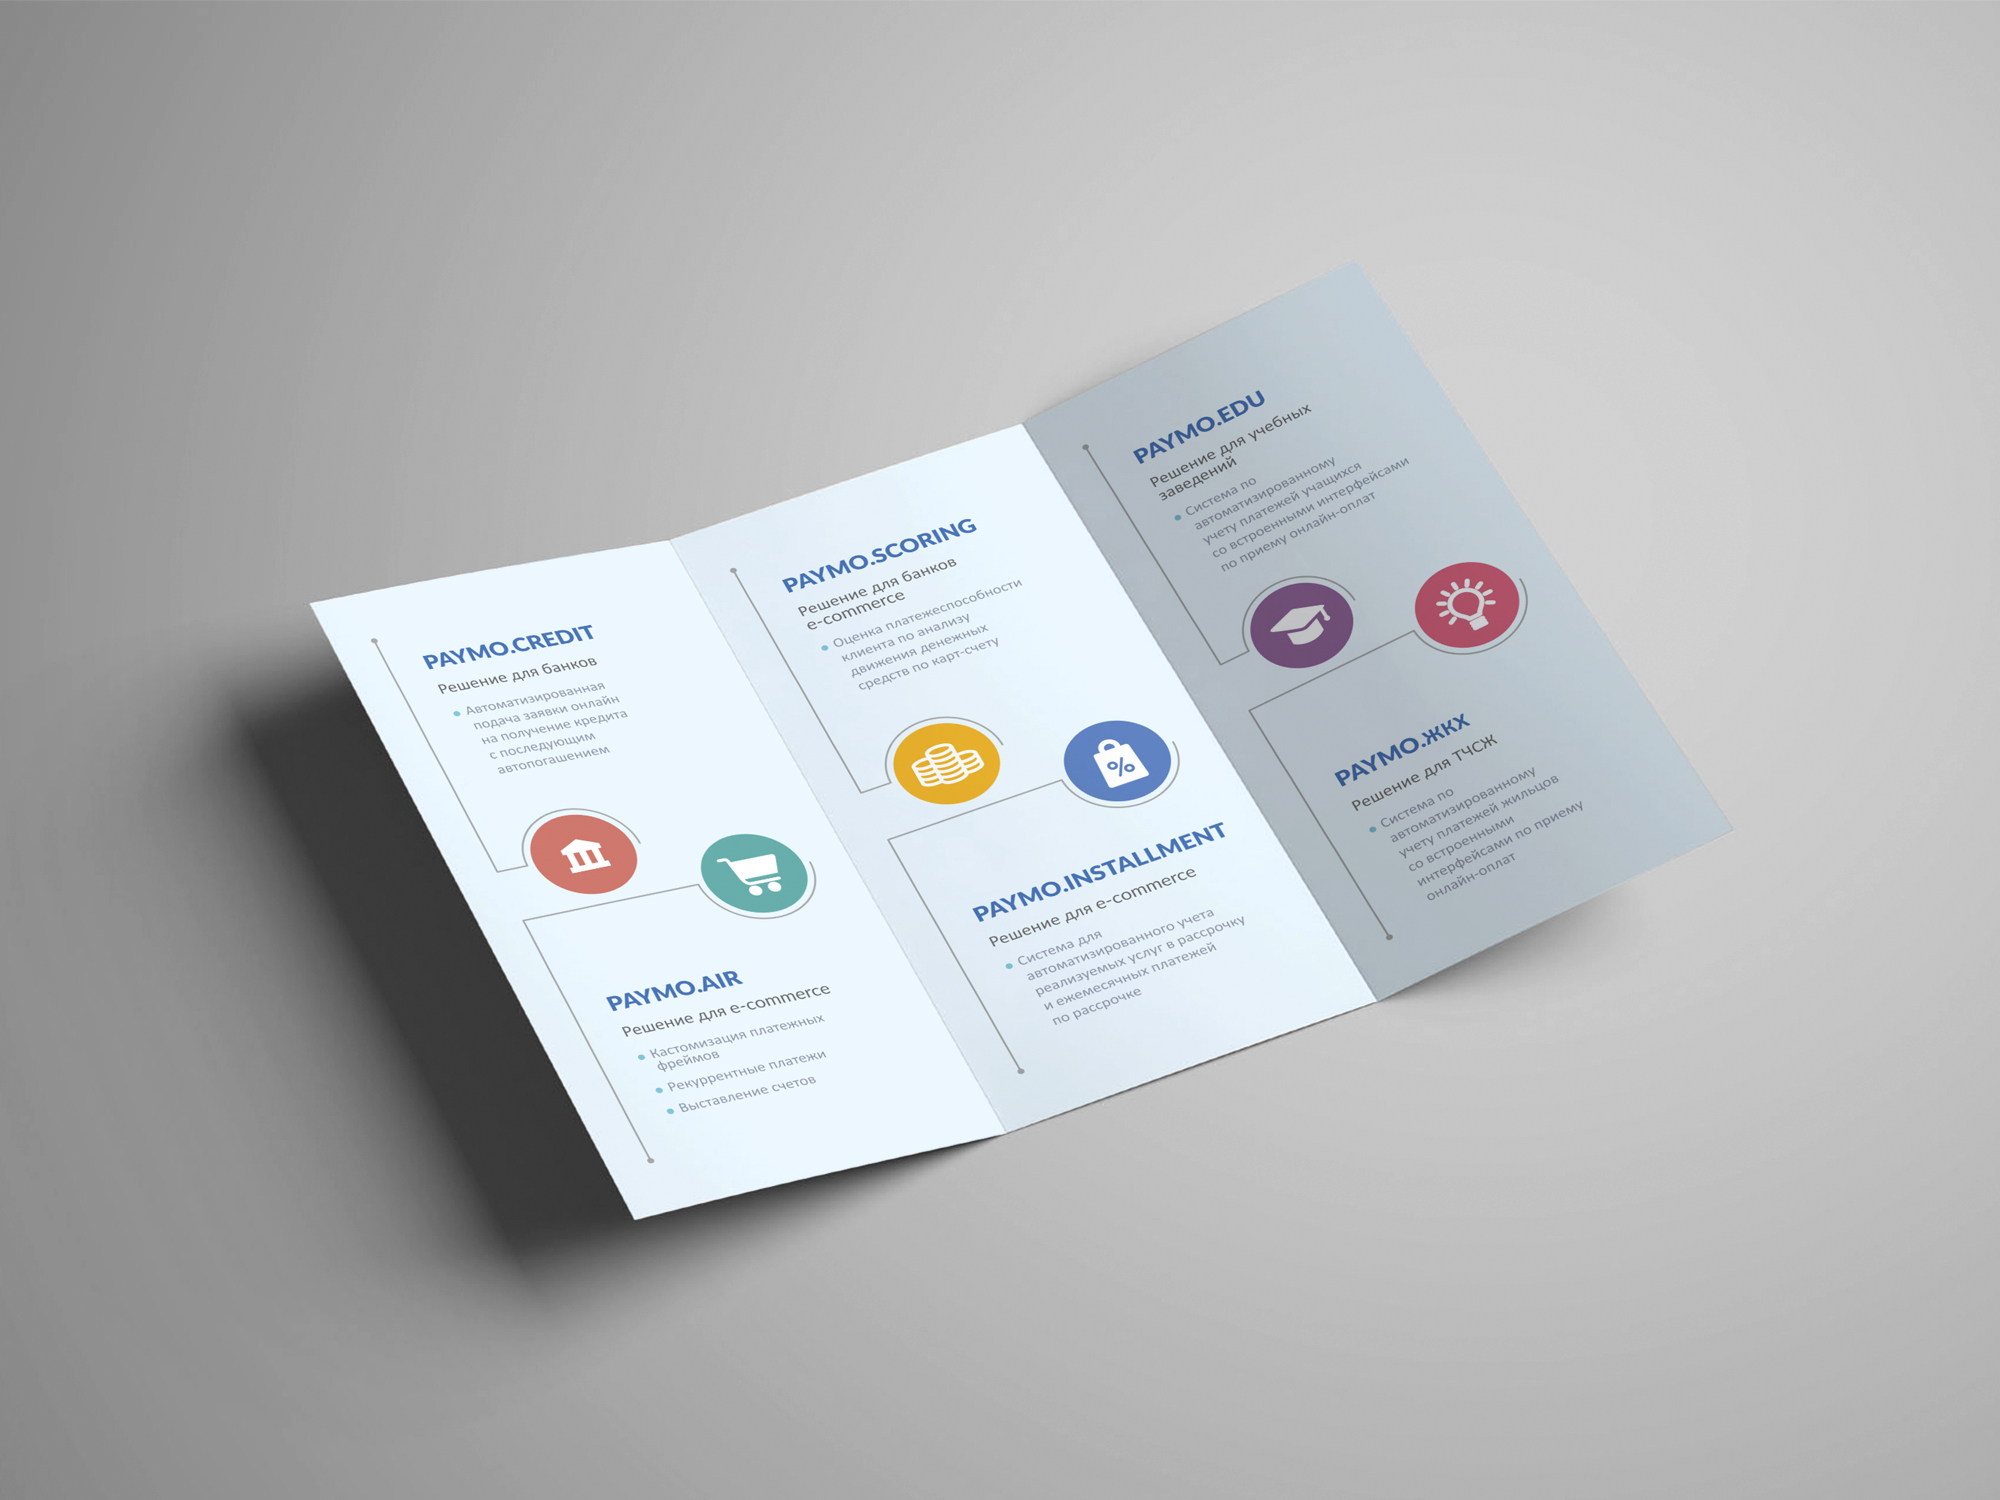 PAYMO.CREDIT
Решение для банков
Автоматизированная
подача заявки онлайн
на получение кредита
с последующим
автопогашением
PAYMO.AIR
Решение для e-commerce
Кастомизация платежных
фреймов
Рекуррентные платежи
Выставление счетов
PAYMO.SCORING
Решение для банков
e-commerce
Оценка платежеспособности
клиента по анализу
движения денежных
средств по карт-счету
%
PAYMO.INSTALLMENT
Решение для e-commerce
Система для
автоматизированного учета
реализуемых услуг в рассрочку
и ежемесячных платежей
по рассрочке
PAYMO.EDU
Решение для учебных
заведений
Система по
автоматизированному
учету платежей учащихся
со встроенными интерфейсами
по приему онлайн-оплат
PAYMO.ЖКХ
Решение для ТЧСЖ
Система по
автоматизированному
учету платежей жильцов
со встроенными
интерфейсами по приему
онлайн-оплат